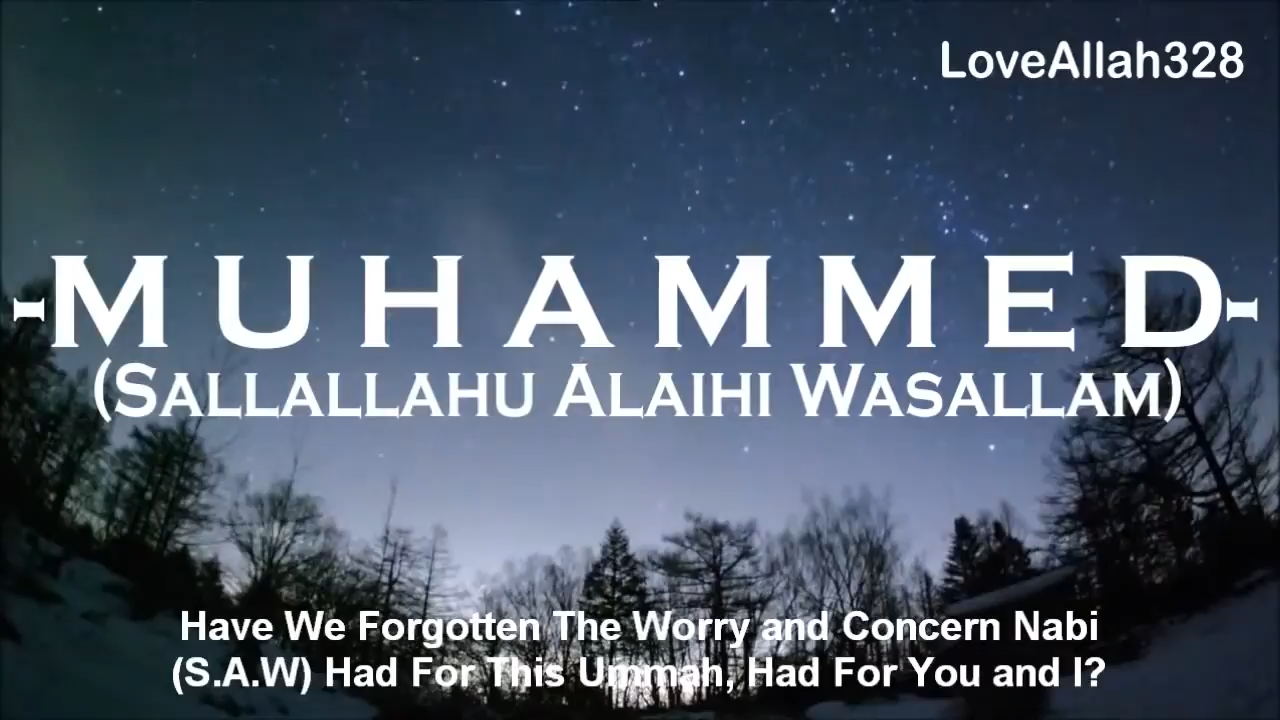 LoveAllah328
-MUHAMMED-
(SALLALLAHU ALAIHI WASALLAM)
Have We Forgotten The Worry and Concern Nabi
(S.A.W) Had For This Ummah, Had For You and I?